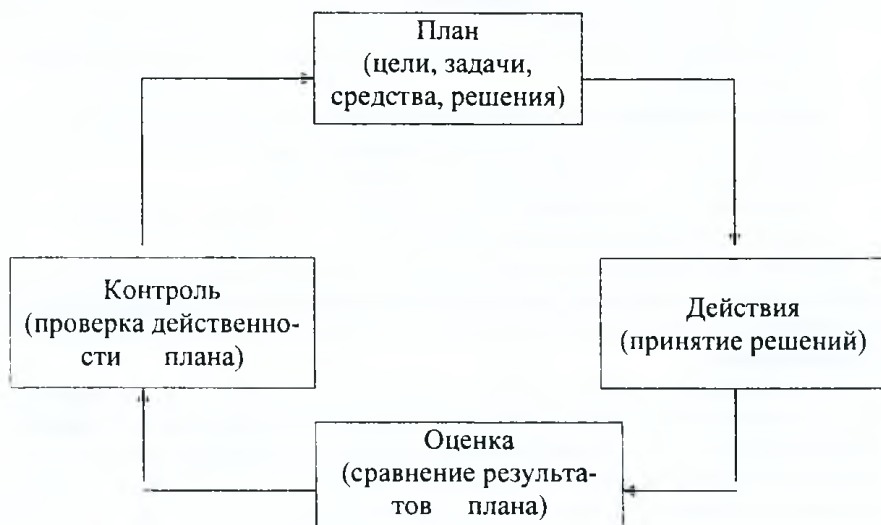 План
(цели, задачи,
средства, решения)
Контроль
(проверка действенно-
сти плана)
Действия
(принятие решений)
Оценка
(сравнение результа-
тов плана)